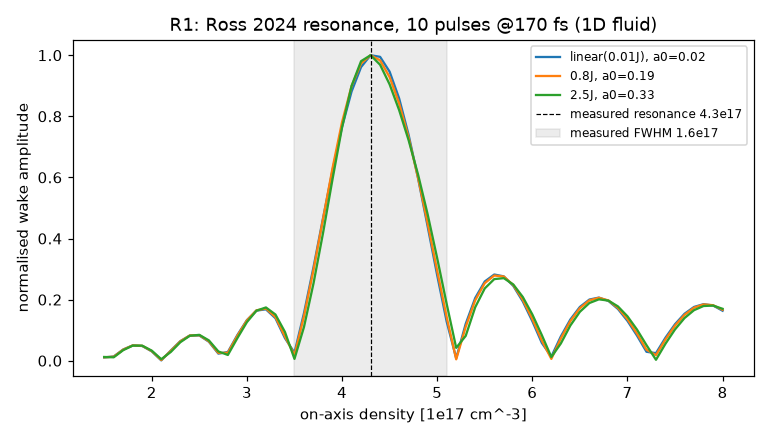 R1: Ross 2024 resonance, 10 pulses @170 fs (1D fluid)
normalised wake amplitude
1.0
0.8
0.6
0.4
0.2
0.0
linear(0.01J), a0=0.02
0.8J, a0=0.19
2.5J, a0=0.33
measured resonance 4.3e17
measured FWHM 1.6e17
2 3 4 5 6 7 8
on-axis density [1e17 cm^-3]